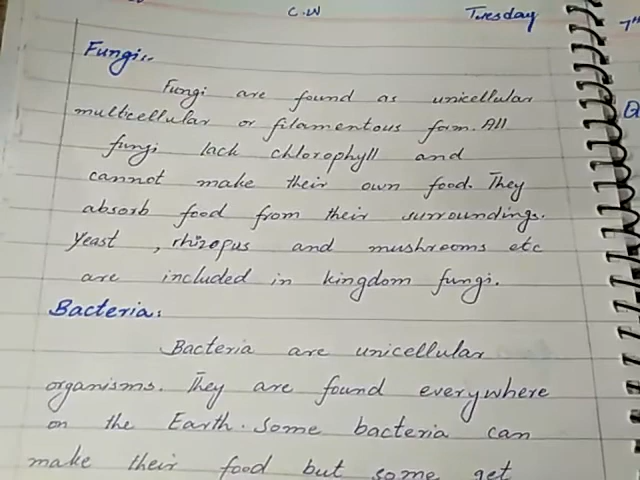 C.W Tuesday
Fungi:-
Fungi are found as unicellular
multicellular or filamentous form. All
fungi lack chlorophyll and
cannot make their own food. They
absorb food from their surroundings.
Yeast , rhizopus and mushrooms etc
are included in kingdom fungi.
Bacteria:
Bacteria are unicellular
organisms. They are found everywhere
on the Earth. Some bacteria can
make their food but some get
7th
Q